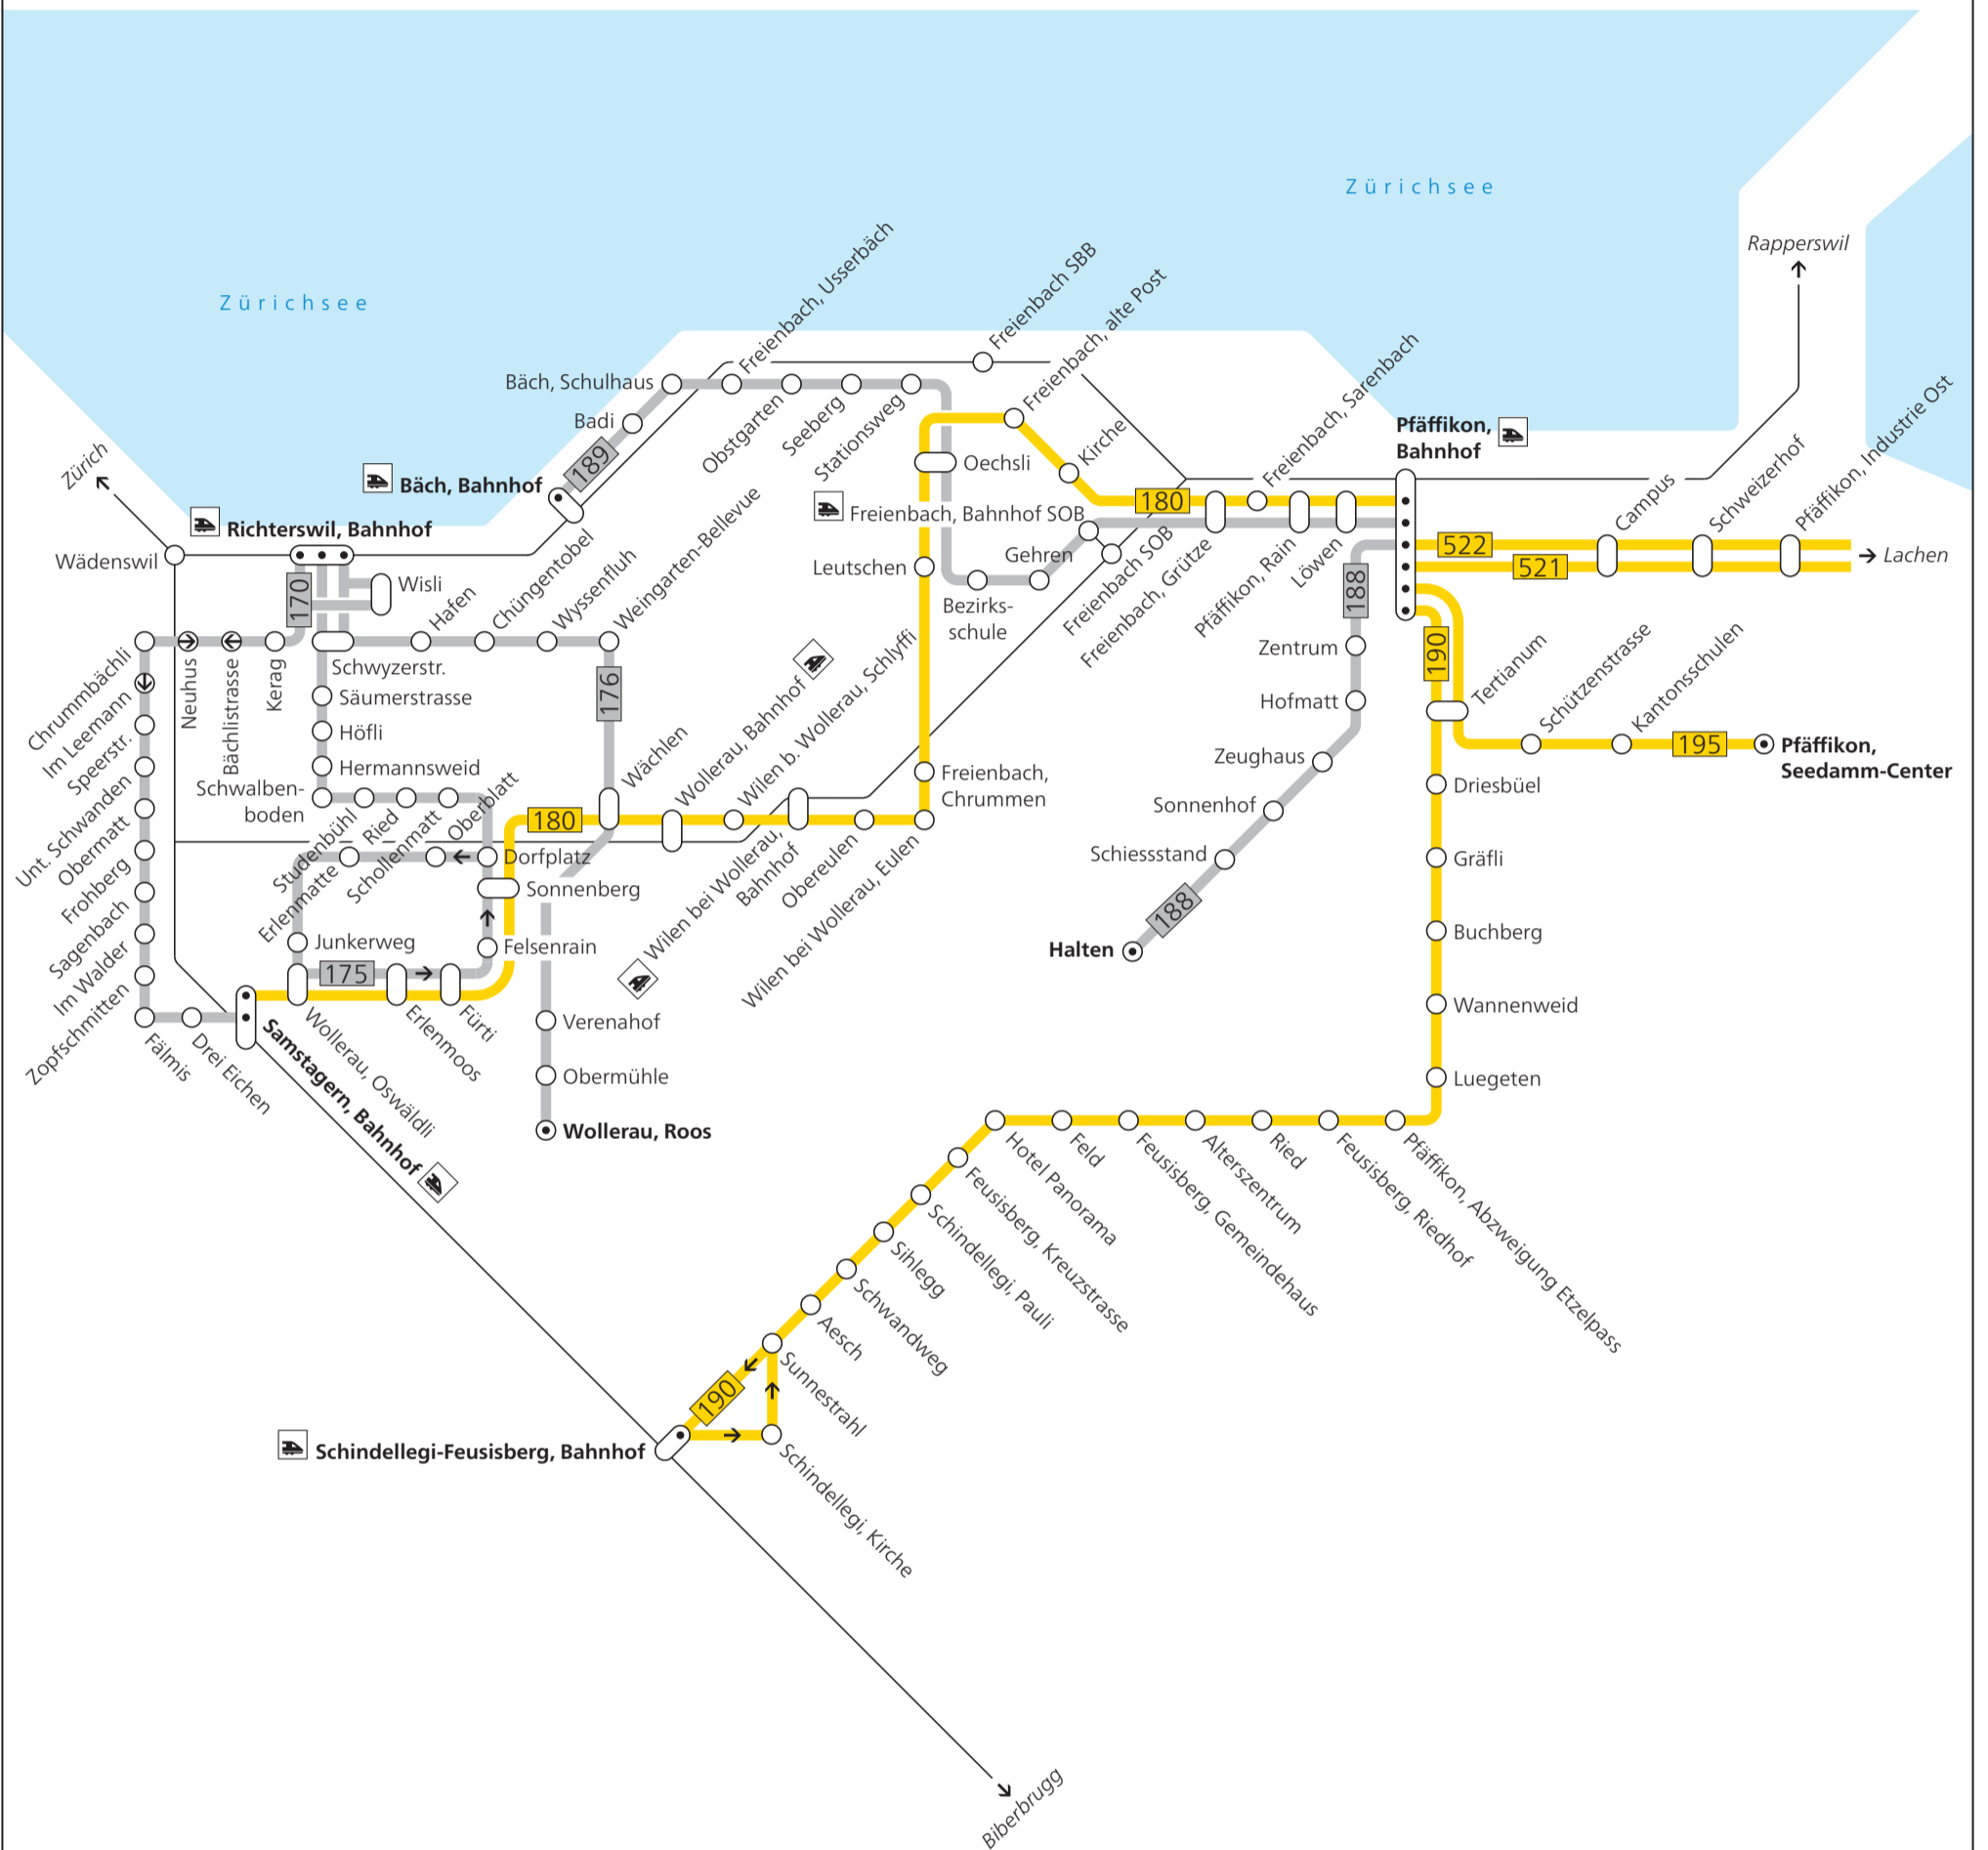 Zürichsee
Rapperswil
Zürichsee
Freienbach, Usserbäch
Freienbach SBB
Freienbach, alte Post
Freienbach, Sarenbach
Bäch, Schulhaus
Badi
Obstgarten
Seeberg
Stationsweg
Kirche
Pfäffikon,
Bahnhof
Pfäffikon, Industrie Ost
Schweizerhof
Campus
Zürich
189
Bäch, Bahnhof
Oechsli
180
Freienbach, Bahnhof SOB
Richterswil, Bahnhof
Wädenswil
Gehren
Freienbach SOB
Freienbach, Grütze
Pfäffikon, Rain
Löwen
522
521
Lachen
170
Wisli
Hafen
Chüngentobel
Wyssenfluh
Weingarten-Bellevue
Leutschen
Bezirks-
schule
188
Zentrum
190
Tertianum
Schützenstrasse
Kantonsschulen
Chrummbächli
Neuhus
Bächlistrasse
Kerag
Schwyzerstr.
176
Im Leemann
Säumerstrasse
Hofmatt
Speerstr.
Höfli
195
Pfäffikon,
Seedamm-Center
Unt. Schwanden
Hermannsweid
Wächlen
Wollerau, Bahnhof
Wilen b. Wollerau, Schlyffi
Freienbach,
Chrummen
Zeughaus
Driesbüel
Schwalben-
boden
Studenbühl
Ried
Schollenmatt
Oberblatt
180
Sonnenhof
Obermatt
Erlenmatte
Dorfplatz
Wilen bei Wollerau,
Bahnhof
Obereulen
Wilen bei Wollerau, Eulen
Schiessstand
Gräfli
Frohberg
Sonnenberg
188
Sagenbach
Junkerweg
Felsenrain
Halten
Buchberg
Im Walder
175
Zopfschmitten
Fälmis
Drei Eichen
Samstagern, Bahnhof
Wollerau, Oswäldli
Erlenmoos
Fürti
Verenahof
Wannenweid
Obermühle
Luegeten
Wollerau, Roos
Hotel Panorama
Feld
Feusisberg, Gemeindehaus
Alterszentrum
Ried
Feusisberg, Riedhof
Pfäffikon, Abzweigung Etzelpass
Feusisberg, Kreuzstrasse
Schindellegi, Pauli
Sihlegg
Schwandweg
Aesch
Sunnestrahl
190
Schindellegi-Feusisberg, Bahnhof
Schindellegi, Kirche
Biberbrugg